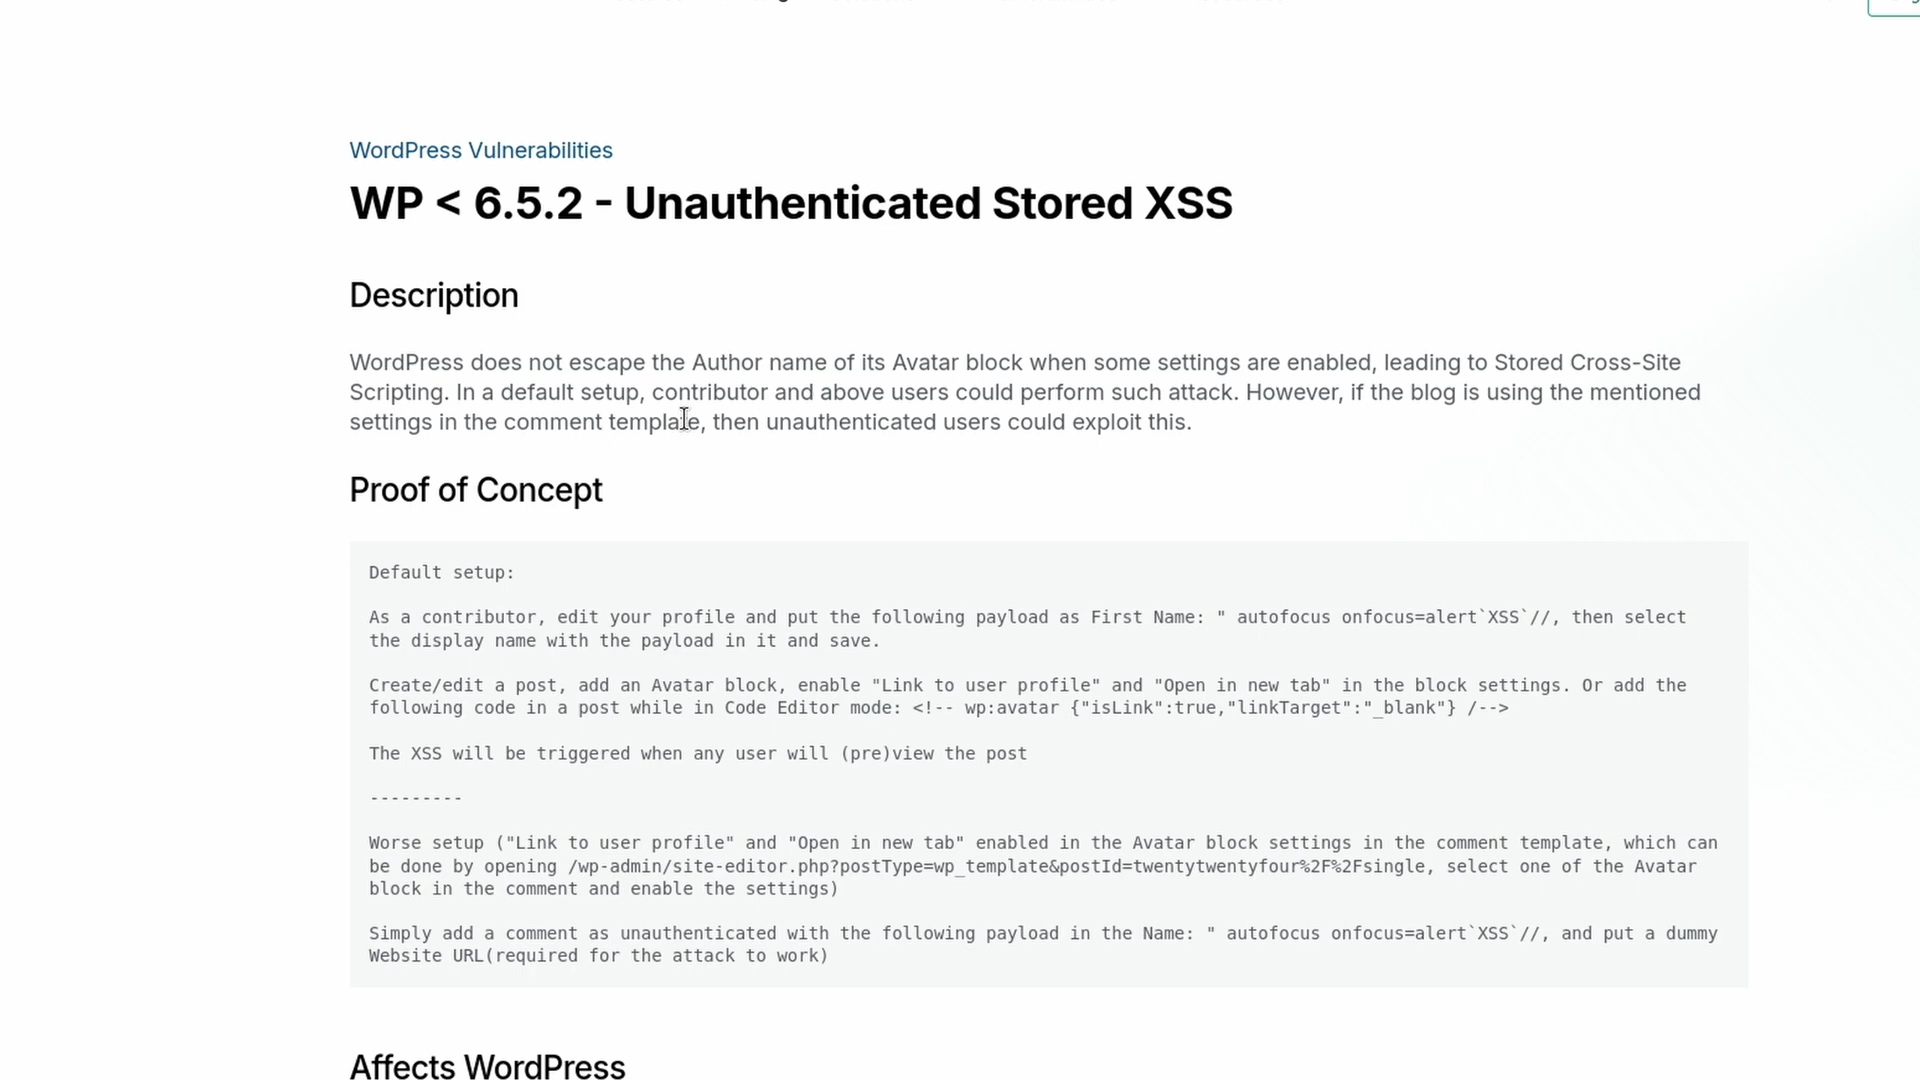 WordPress Vulnerabilities
WP < 6.5.2 - Unauthenticated Stored XSS
Description
WordPress does not escape the Author name of its Avatar block when some settings are enabled, leading to Stored Cross-Site
Scripting. In a default setup, contributor and above users could perform such attack. However, if the blog is using the mentioned
settings in the comment template, then unauthenticated users could exploit this.
Proof of Concept
Default setup:
As a contributor, edit your profile and put the following payload as First Name: " autofocus onfocus=alert`XSS`//, then select
the display name with the payload in it and save.
Create/edit a post, add an Avatar block, enable "Link to user profile" and "Open in new tab" in the block settings. Or add the
following code in a post while in Code Editor mode: <!-- wp:avatar {"isLink":true,"linkTarget":"_blank"} /-->
The XSS will be triggered when any user will (pre)view the post
---------
Worse setup ("Link to user profile" and "Open in new tab" enabled in the Avatar block settings in the comment template, which can
be done by opening /wp-admin/site-editor.php?postType=wp_template&postId=twentytwentyfour%2F%2Fsingle, select one of the Avatar
block in the comment and enable the settings)
Simply add a comment as unauthenticated with the following payload in the Name: " autofocus onfocus=alert`XSS`//, and put a dummy
Website URL(required for the attack to work)
Affects WordPress